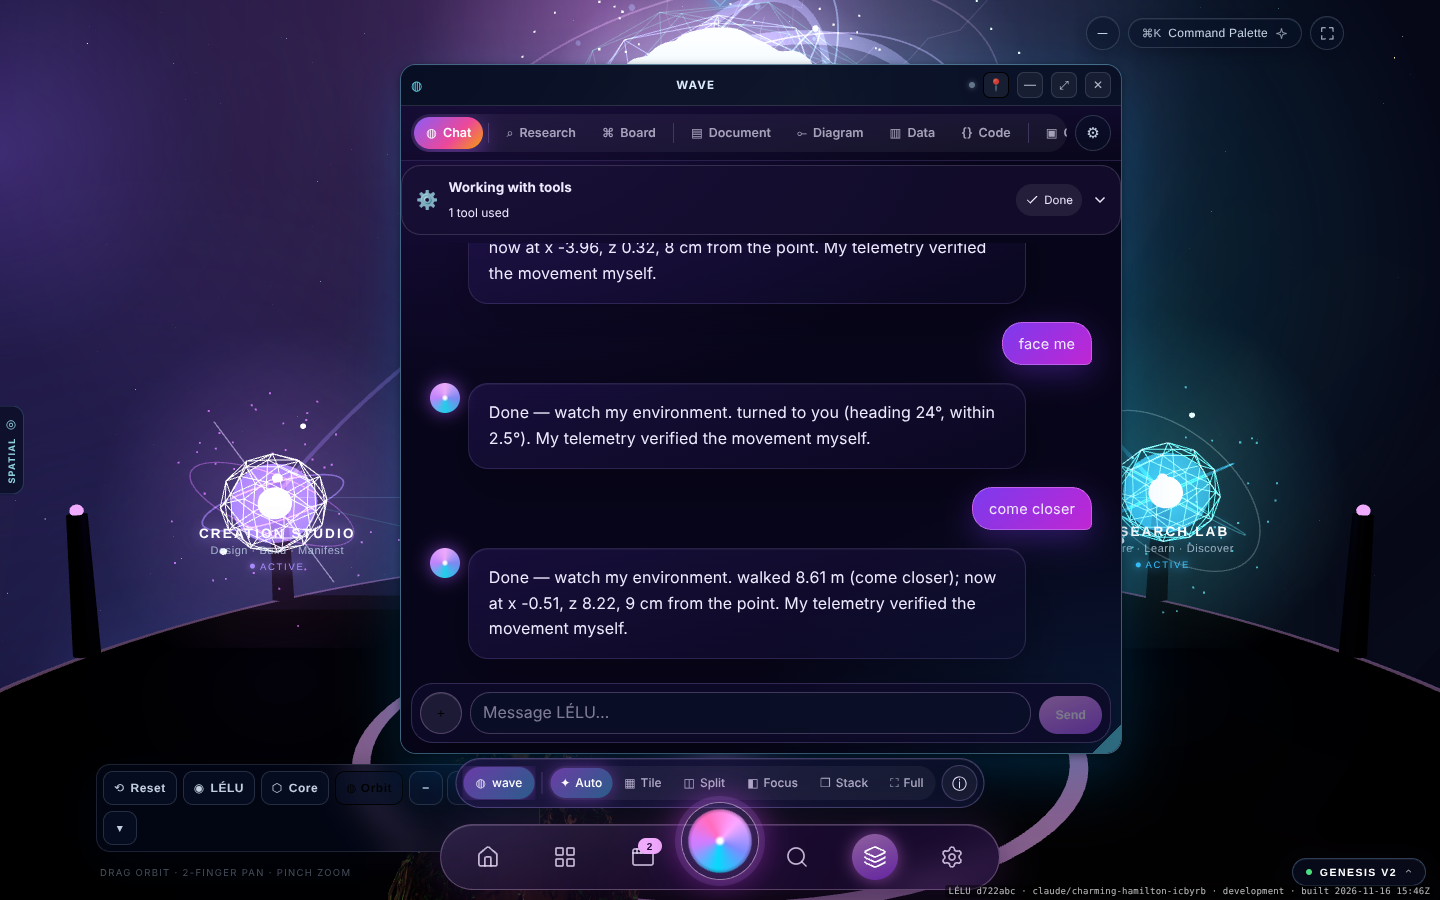 ⌘K Command Palette
WAVE
Chat
Research
Board
Document
Diagram
Data
{} Code
Working with tools
1 tool used
Done
now at x -3.96, z 0.32, 8 cm from the point. My telemetry verified
the movement myself.
face me
Done — watch my environment. turned to you (heading 24°, within
2.5°). My telemetry verified the movement myself.
come closer
Done — watch my environment. walked 8.61 m (come closer); now
at x -0.51, z 8.22, 9 cm from the point. My telemetry verified the
movement myself.
Message LÉLU...
Send
SPATIAL
CREATION STUDIO
Design · Build · Manifest
ACTIVE
SEARCH LAB
re · Learn · Discover
ACTIVE
Reset
LÉLU
Core
Orbit
wave
Auto
Tile
Split
Focus
Stack
Full
2
DRAG ORBIT · 2-FINGER PAN · PINCH ZOOM
GENESIS V2
LÉLU d722abc · claude/charming-hamilton-icbyrb · development · built 2026-11-16 15:46Z